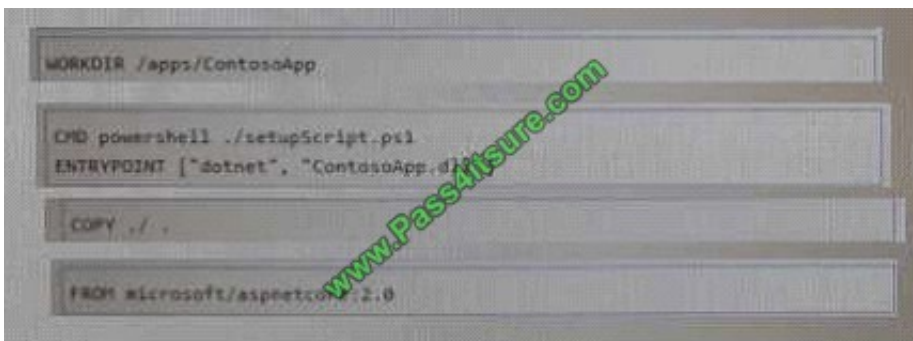 WORKDIR /apps/ContosoApp
CMD powershell ./setupScript.ps1
ENTRYPOINT ["dotnet", "ContosoApp.d
COPY ./ .
FROM microsoft/aspnetcore:2.0
www.Pass4itsure.com